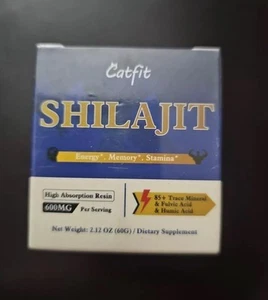 Catfit
SHILAJIT
Energy*, Memory*, Stamina*
High Absorption Resin
600MG Per Serving
85+ Trace Mineral
& Fulvic Acid
& Humic Acid
Net Weight: 2.12 OZ (60G) / Dietary Supplement